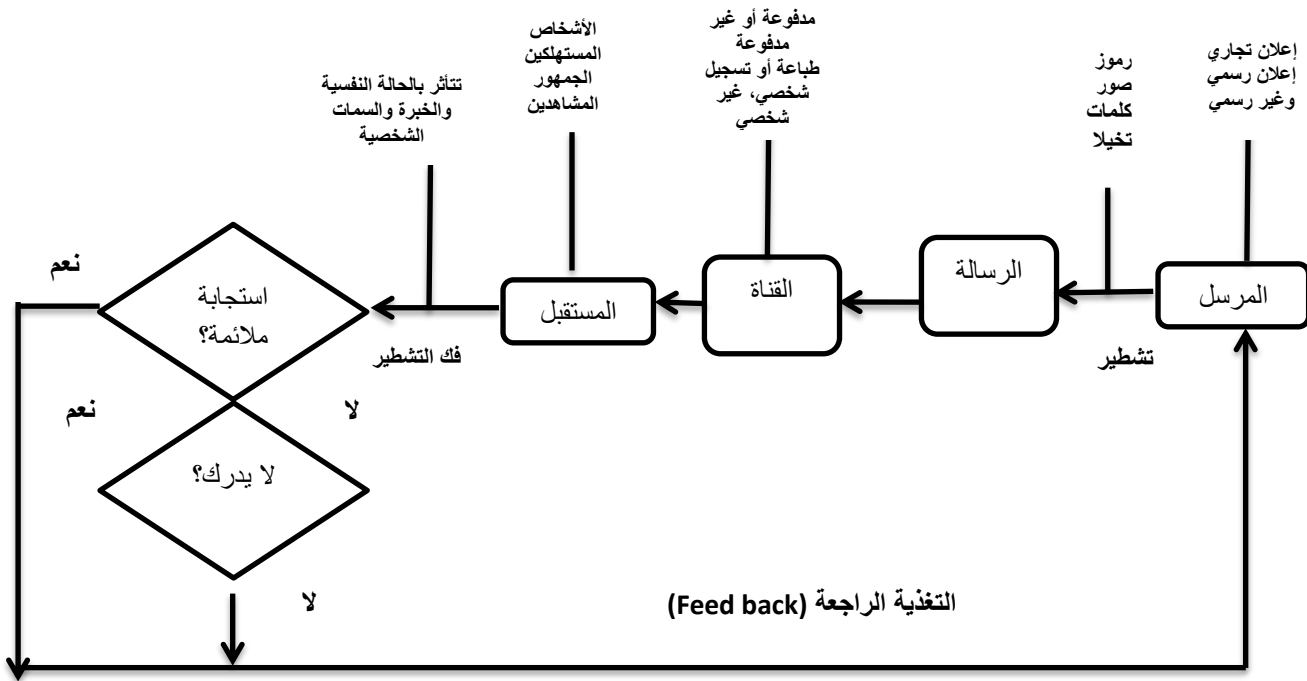 إعلان تجاري
إعلان رسمي
وغير رسمي
رموز
صور
كلمات
تخيلا
مدفوعة أو غير
مدفوعة
طباعة أو تسجيل
شخصي، غير
شخصي
الأشخاص
المستهلكين
الجمهور
المشاهدين
تتأثر بالحالة النفسية
والخبرة والسمات
الشخصية
المرسل
الرسالة
القناة
المستقبل
استجابة
ملائمة؟
نعم
تشطير
فك التشطير
لا
نعم
لا يدرك؟
لا
التغذية الراجعة (Feed back)